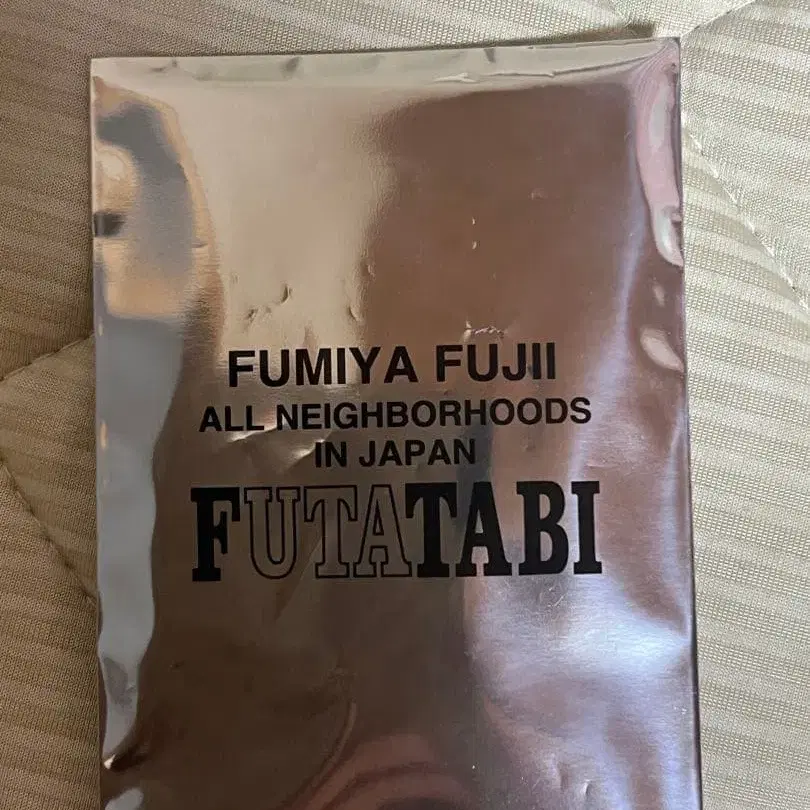 FUMIYA FUJII
ALL NEIGHBORHOODS
IN JAPAN
FUTATABI